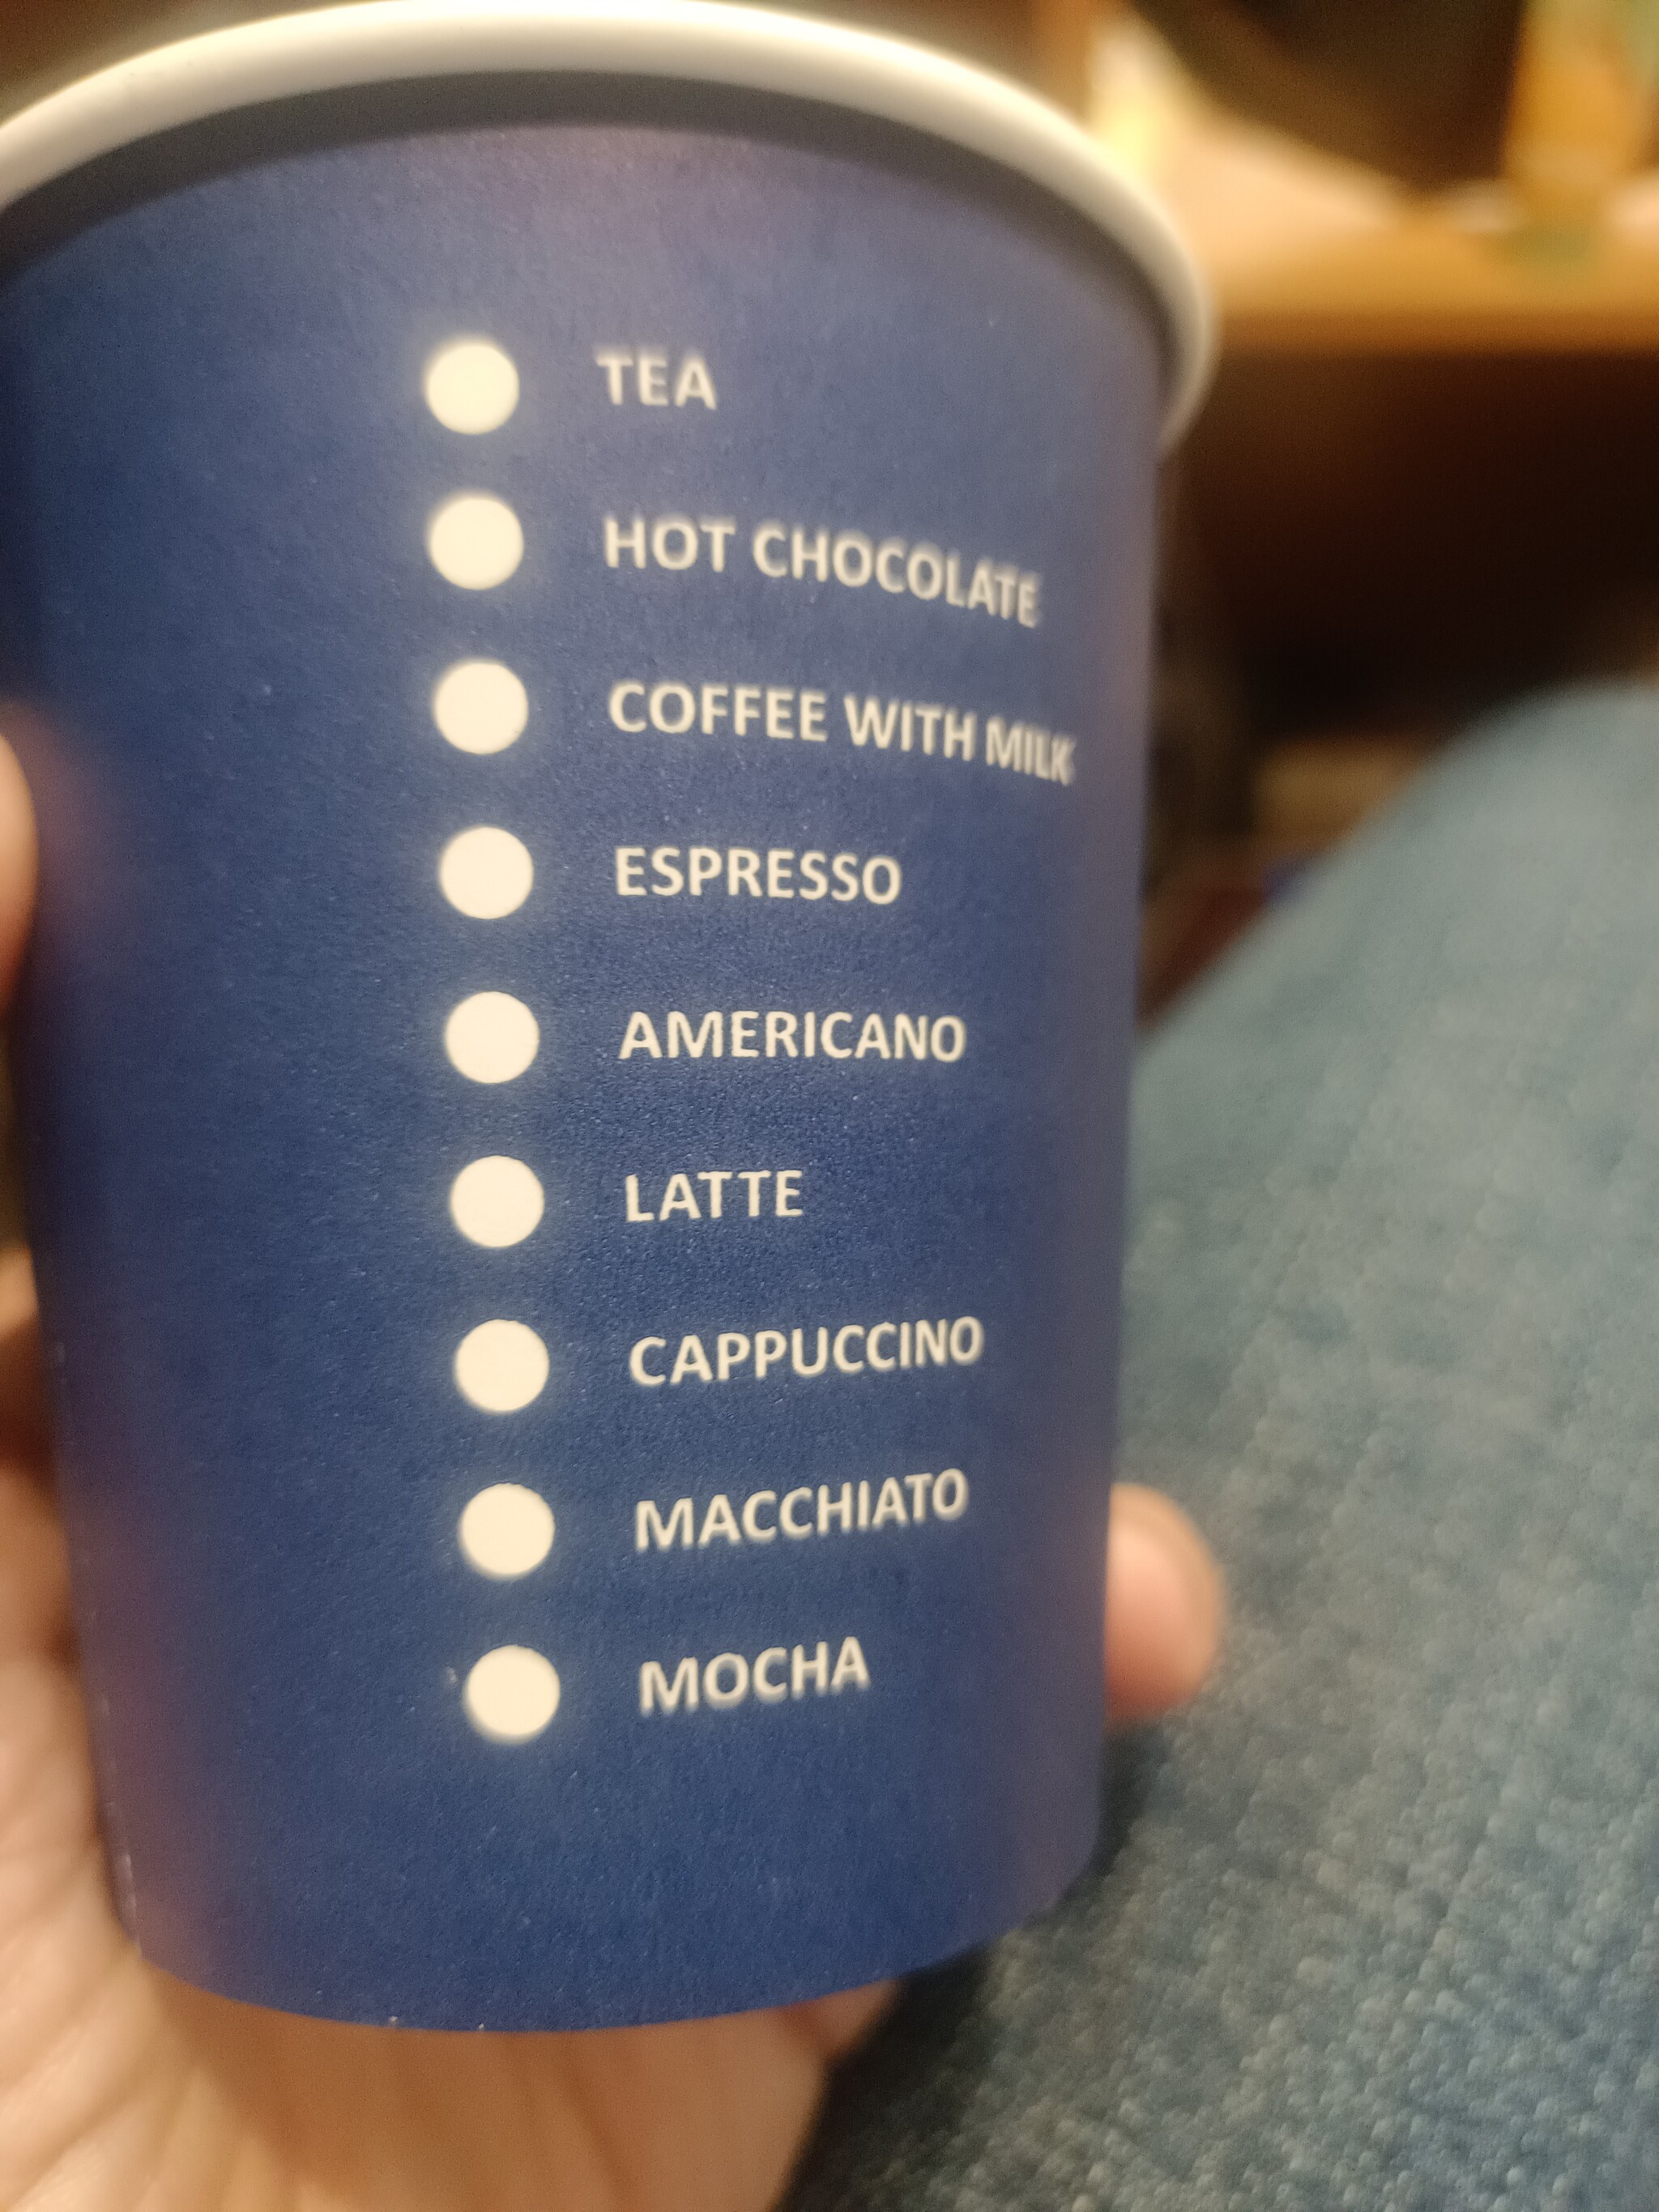 TEA
HOT CHOCOLATE
COFFEE WITH MILK
ESPRESSO
AMERICANO
LATTE
CAPPUCCINO
MACCHIATO
MOCHA